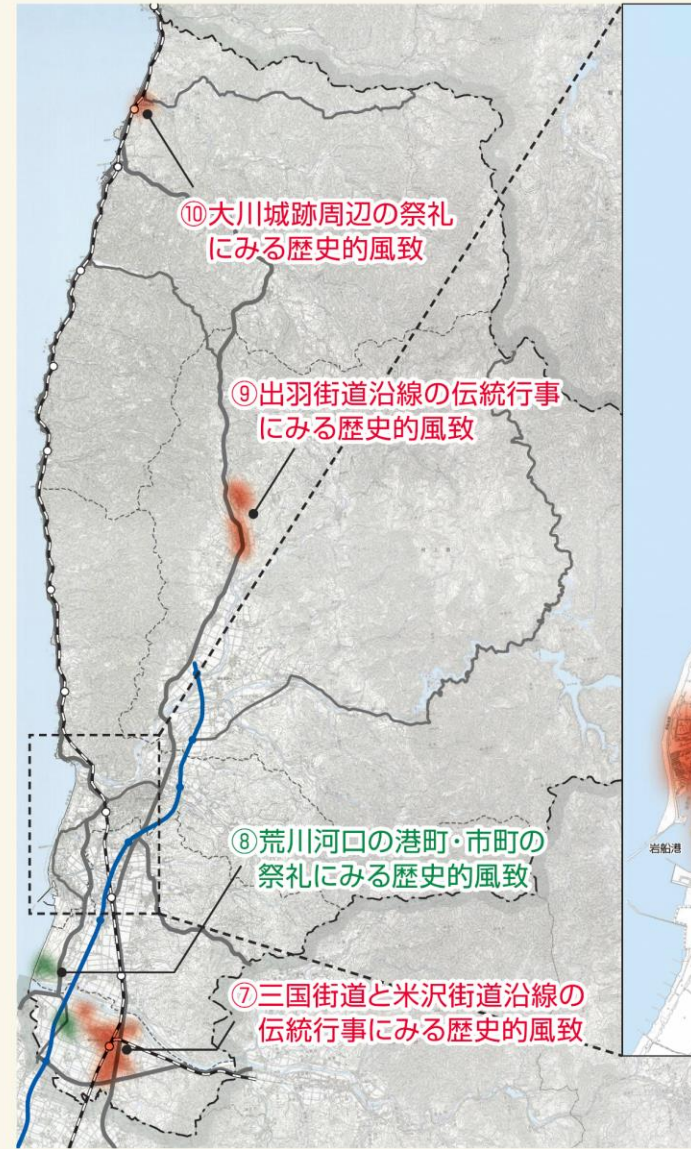 ⑩大川城跡周辺の祭礼
にみる歴史的風致
⑨出羽街道沿線の伝統行事
にみる歴史的風致
⑧荒川河口の港町・市町の
祭礼にみる歴史的風致
岩船港
⑦三国街道と米沢街道沿線の
伝統行事にみる歴史的風致